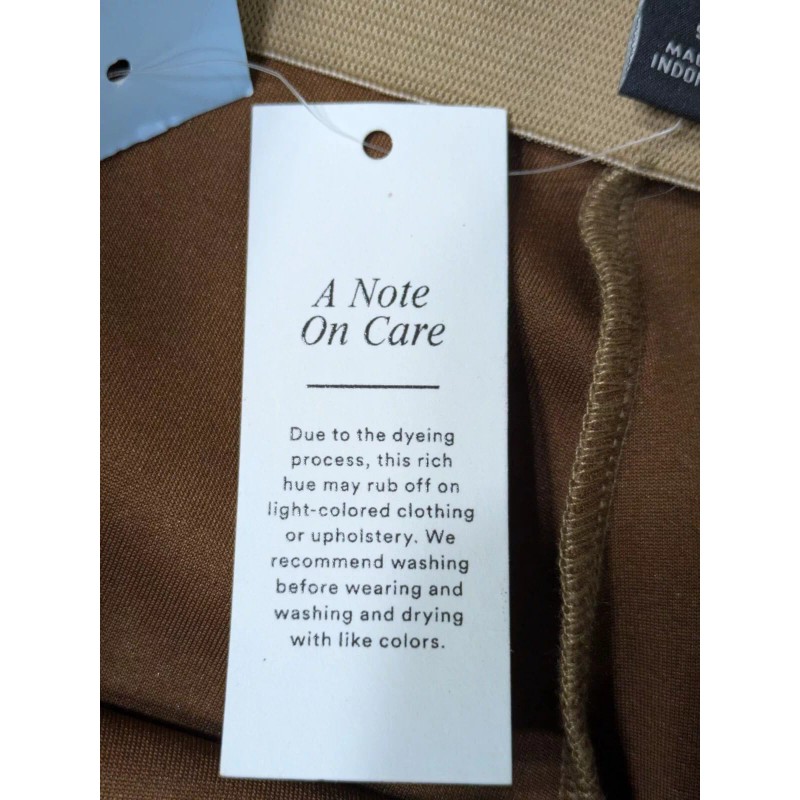 A Note
On Care
Due to the dyeing
process, this rich
hue may rub off on
light-colored clothing
or upholstery. We
recommend washing
before wearing and
washing and drying
with like colors.